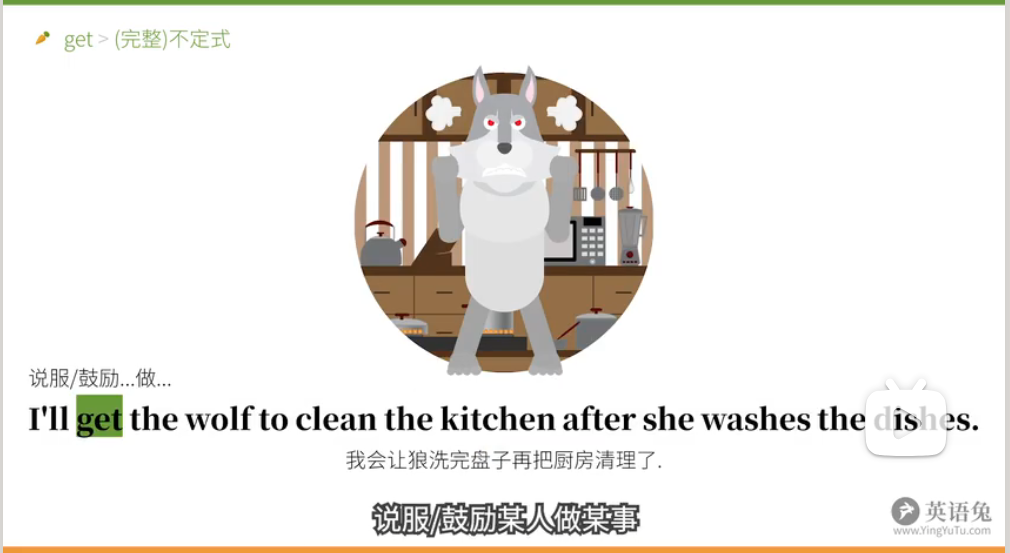 get > (完整)不定式
说服/鼓励...做...
I'll get the wolf to clean the kitchen after she washes the dishes.
我会让狼洗完盘子再把厨房清理了.
说服/鼓励某人做某事
英语兔
www.YingYuTu.com